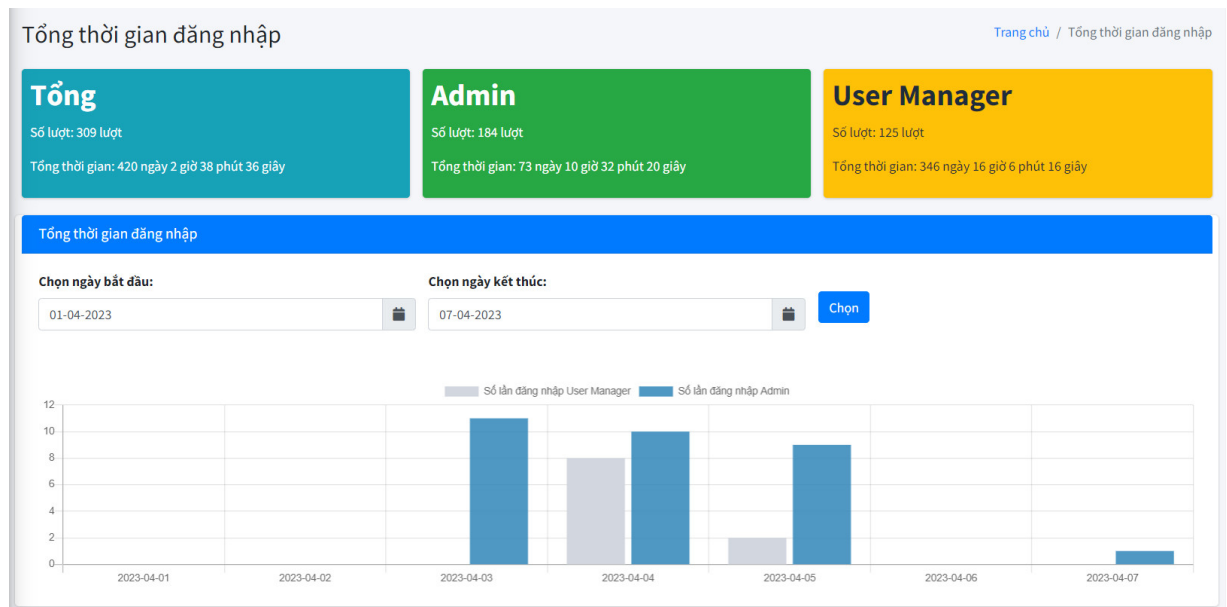 Tổng thời gian đăng nhập
Trang chủ / Tổng thời gian đăng nhập
Tổng
Số lượt: 309 lượt
Tổng thời gian: 420 ngày 2 giờ 38 phút 36 giây
Admin
Số lượt: 184 lượt
Tổng thời gian: 73 ngày 10 giờ 32 phút 20 giây
User Manager
Số lượt: 125 lượt
Tổng thời gian: 346 ngày 16 giờ 6 phút 16 giây
Tổng thời gian đăng nhập
Chọn ngày bắt đầu:
01-04-2023
Chọn ngày kết thúc:
07-04-2023
Chọn
Số lần đăng nhập User Manager
Số lần đăng nhập Admin
12
10
8
6
4
2
0
2023-04-01
2023-04-02
2023-04-03
2023-04-04
2023-04-05
2023-04-06
2023-04-07